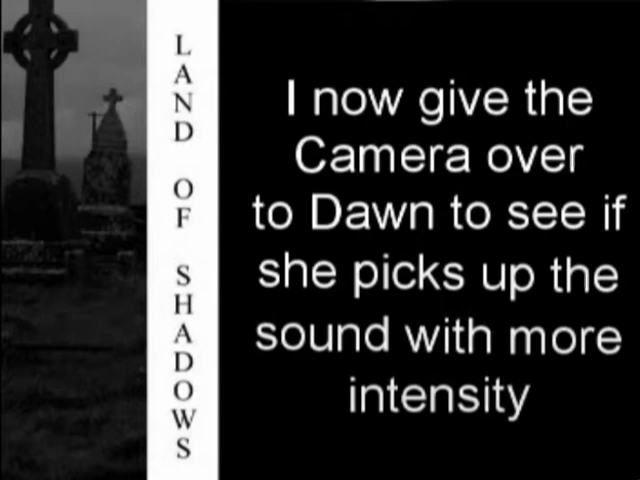 LAND OF SHADOWS
I now give the
Camera over
to Dawn to see if
she picks up the
sound with more
intensity